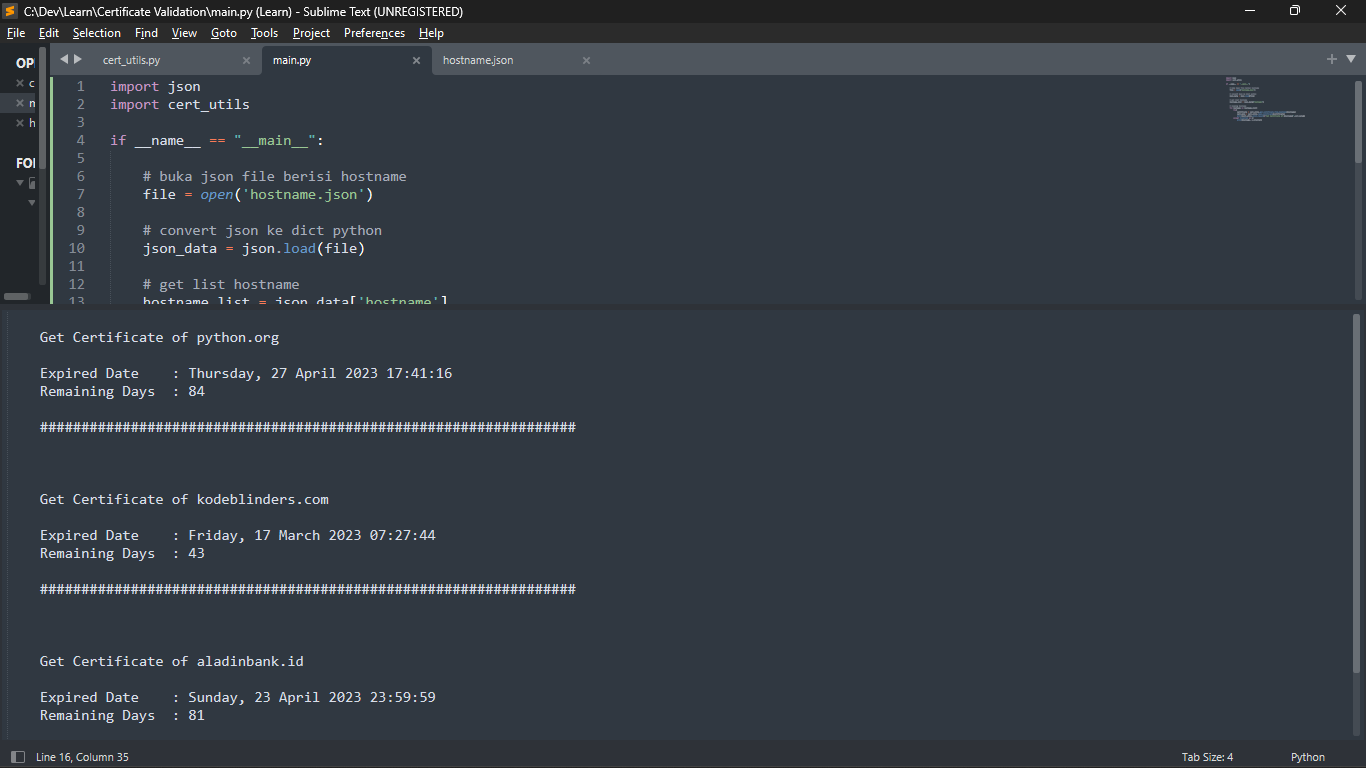 C:\Dev\Learn\Certificate Validation\main.py (Learn) - Sublime Text (UNREGISTERED)
File Edit Selection Find View Goto Tools Project Preferences Help
cert_utils.py main.py hostname.json
1 import json
2 import cert_utils
3
4 if __name__ == "__main__":
5
6 # buka json file berisi hostname
7 file = open('hostname.json')
8
9 # convert json ke dict python
10 json_data = json.load(file)
11
12 # get list hostname
13 hostname_list = json_data['hostname']
Get Certificate of python.org
Expired Date : Thursday, 27 April 2023 17:41:16
Remaining Days : 84
#################################################################
Get Certificate of kodeblinders.com
Expired Date : Friday, 17 March 2023 07:27:44
Remaining Days : 43
#################################################################
Get Certificate of aladinbank.id
Expired Date : Sunday, 23 April 2023 23:59:59
Remaining Days : 81
Line 16, Column 35 Tab Size: 4 Python